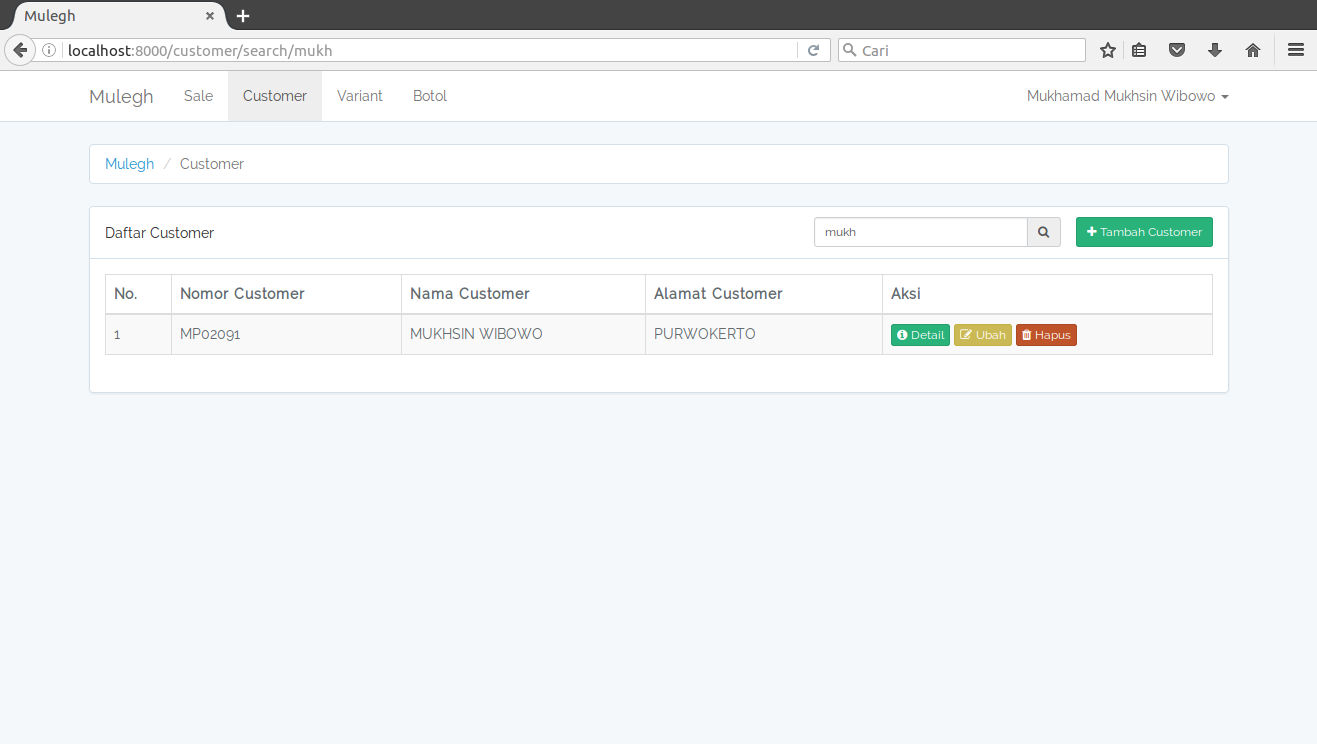 Mulegh
localhost:8000/customer/search/mukh
Cari
Mulegh Sale Customer Variant Botol Mukhamad Mukhsin Wibowo
Mulegh / Customer
Daftar Customer mukh Tambah Customer
No. Nomor Customer Nama Customer Alamat Customer Aksi
1 MP02091 MUKHSIN WIBOWO PURWOKERTO Detail Ubah Hapus